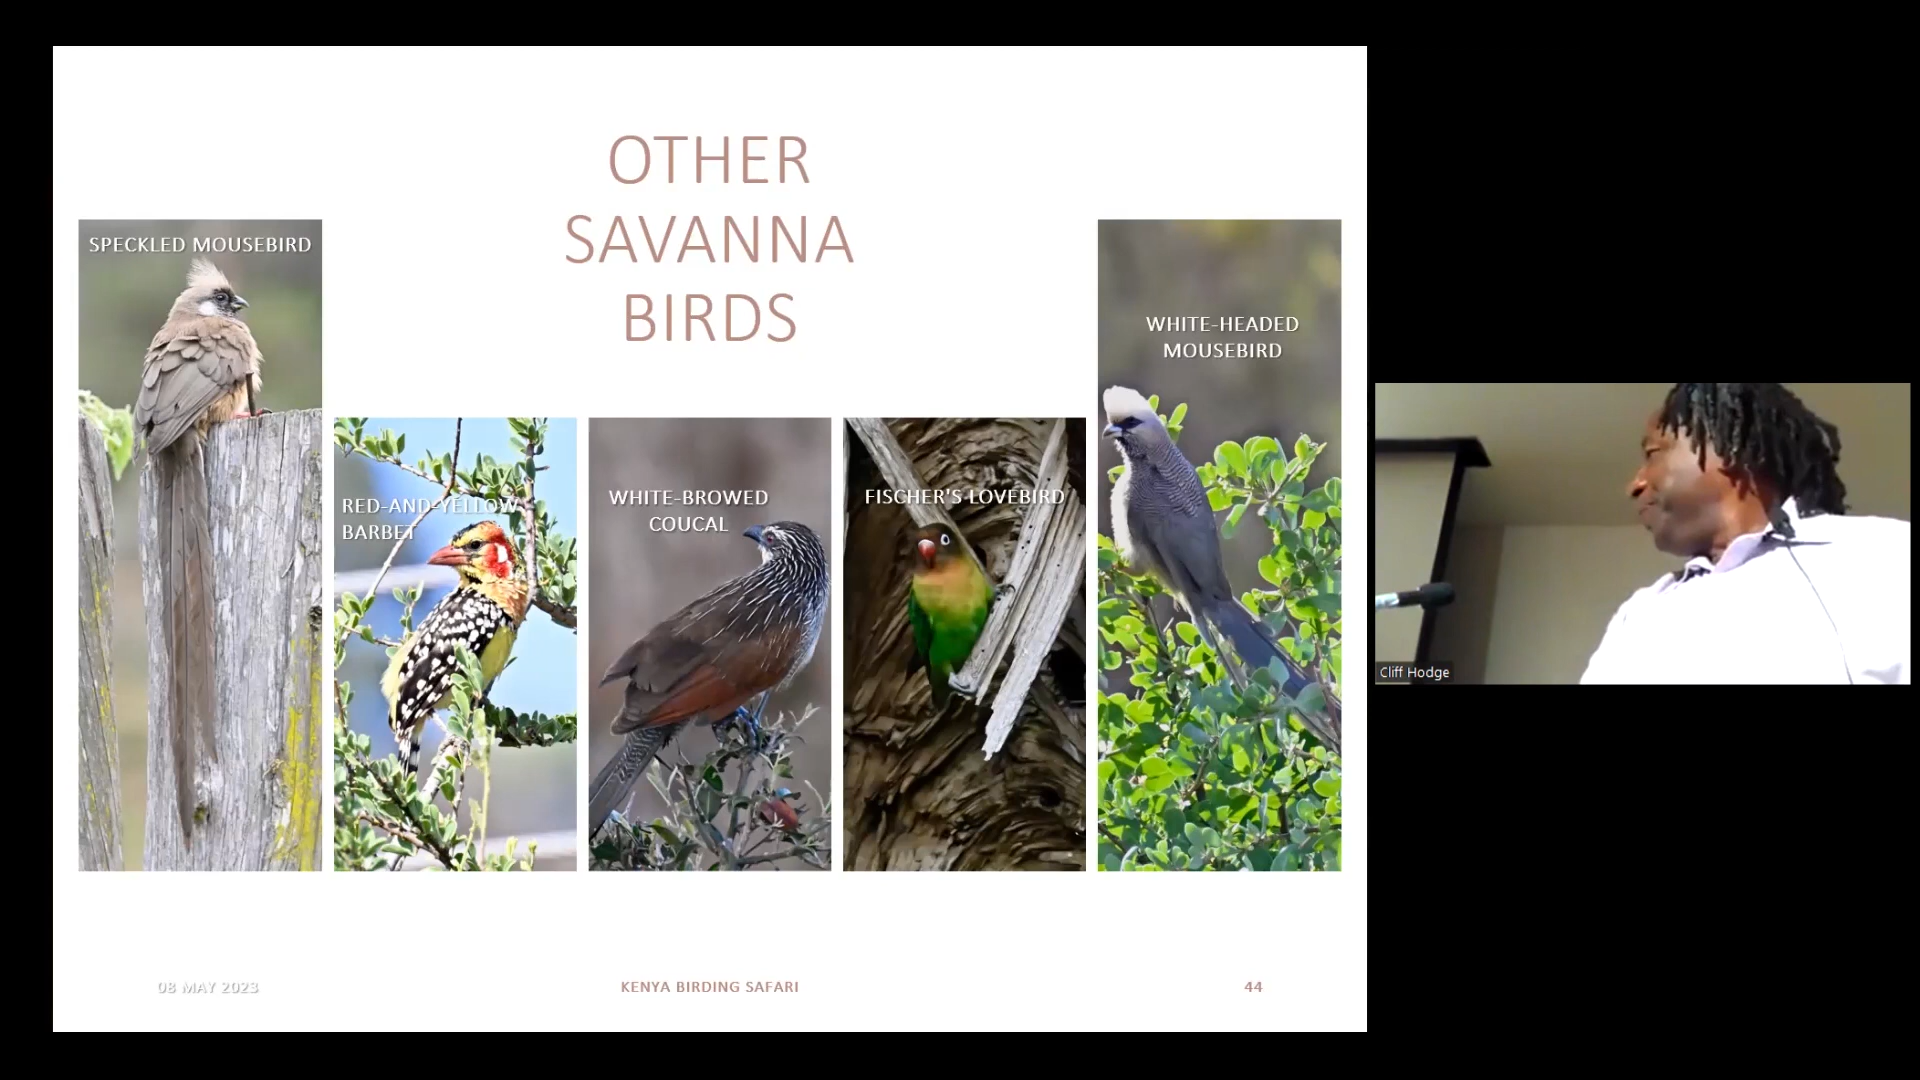 OTHER
SAVANNA
BIRDS
SPECKLED MOUSEBIRD
RED-AND-YELLOW
BARBET
WHITE-BROWED
COUCAL
FISCHER'S LOVEBIRD
WHITE-HEADED
MOUSEBIRD
08 MAY 2023
KENYA BIRDING SAFARI
44
Cliff Hodge